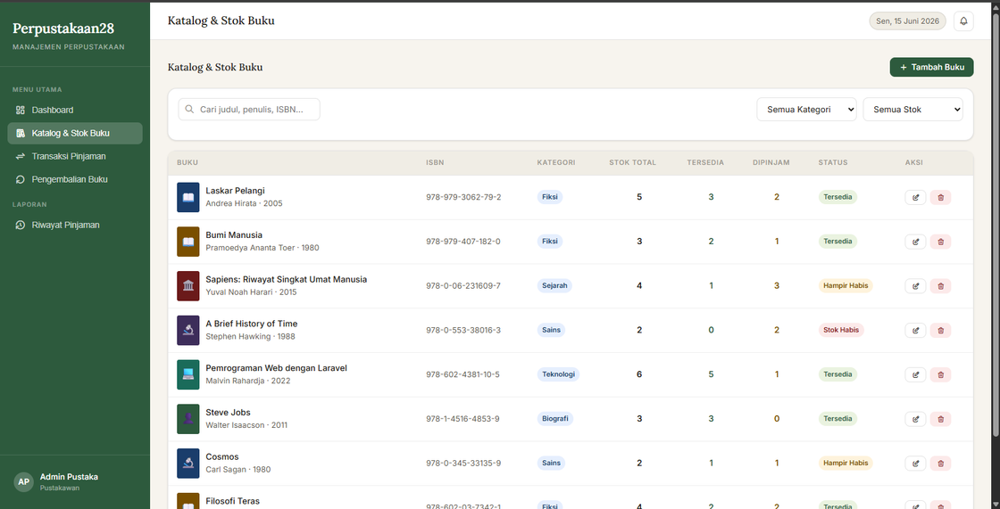 Perpustakaan28
MANAJEMEN PERPUSTAKAAN
MENU UTAMA
Dashboard
Katalog & Stok Buku
Transaksi Pinjaman
Pengembalian Buku
LAPORAN
Riwayat Pinjaman
AP
Admin Pustaka
Pustakawan
Katalog & Stok Buku
Sen, 15 Juni 2026
Katalog & Stok Buku
+ Tambah Buku
Cari judul, penulis, ISBN...
Semua Kategori
Semua Stok
BUKU ISBN KATEGORI STOK TOTAL TERSEDIA DIPINJAM STATUS AKSI
Laskar Pelangi
Andrea Hirata · 2005
978-979-3062-79-2 Fiksi 5 3 2 Tersedia
Bumi Manusia
Pramoedya Ananta Toer · 1980
978-979-407-182-0 Fiksi 3 2 1 Tersedia
Sapiens: Riwayat Singkat Umat Manusia
Yuval Noah Harari · 2015
978-0-06-231609-7 Sejarah 4 1 3 Hampir Habis
A Brief History of Time
Stephen Hawking · 1988
978-0-553-38016-3 Sains 2 0 2 Stok Habis
Pemrograman Web dengan Laravel
Malvin Rahardja · 2022
978-602-4381-10-5 Teknologi 6 5 1 Tersedia
Steve Jobs
Walter Isaacson · 2011
978-1-4516-4853-9 Biografi 3 3 0 Tersedia
Cosmos
Carl Sagan · 1980
978-0-345-33135-9 Sains 2 1 1 Hampir Habis
Filosofi Teras
978-602-03-7342-1 Fiksi 4 2 2 Tersedia